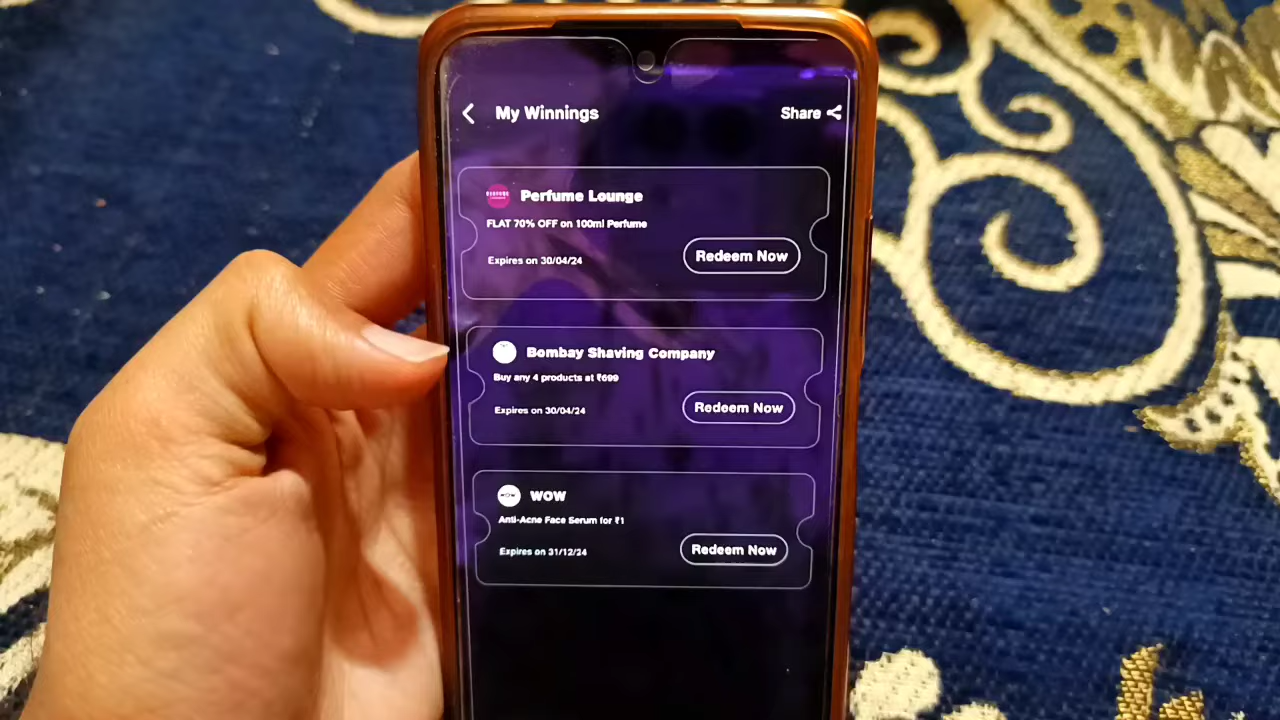 My Winnings
Share
Perfume Lounge
FLAT 70% OFF on 100ml Perfume
Expires on 30/04/24
Redeem Now
Bombay Shaving Company
Buy any 4 products at ₹699
Expires on 30/04/24
Redeem Now
WOW
Anti-Acne Face Serum for ₹1
Expires on 31/12/24
Redeem Now